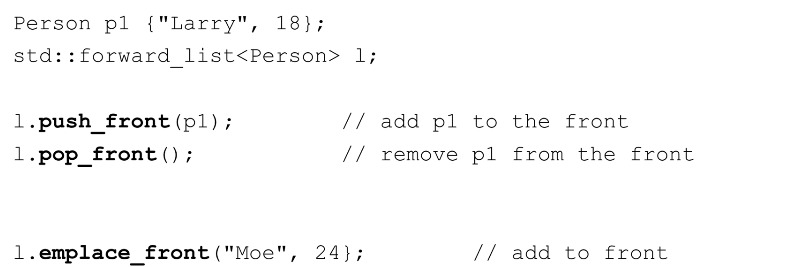 Person p1 {"Larry", 18};
std::forward_list<Person> l;
l.push_front(p1); // add p1 to the front
l.pop_front(); // remove p1 from the front
l.emplace_front("Moe", 24}; // add to front